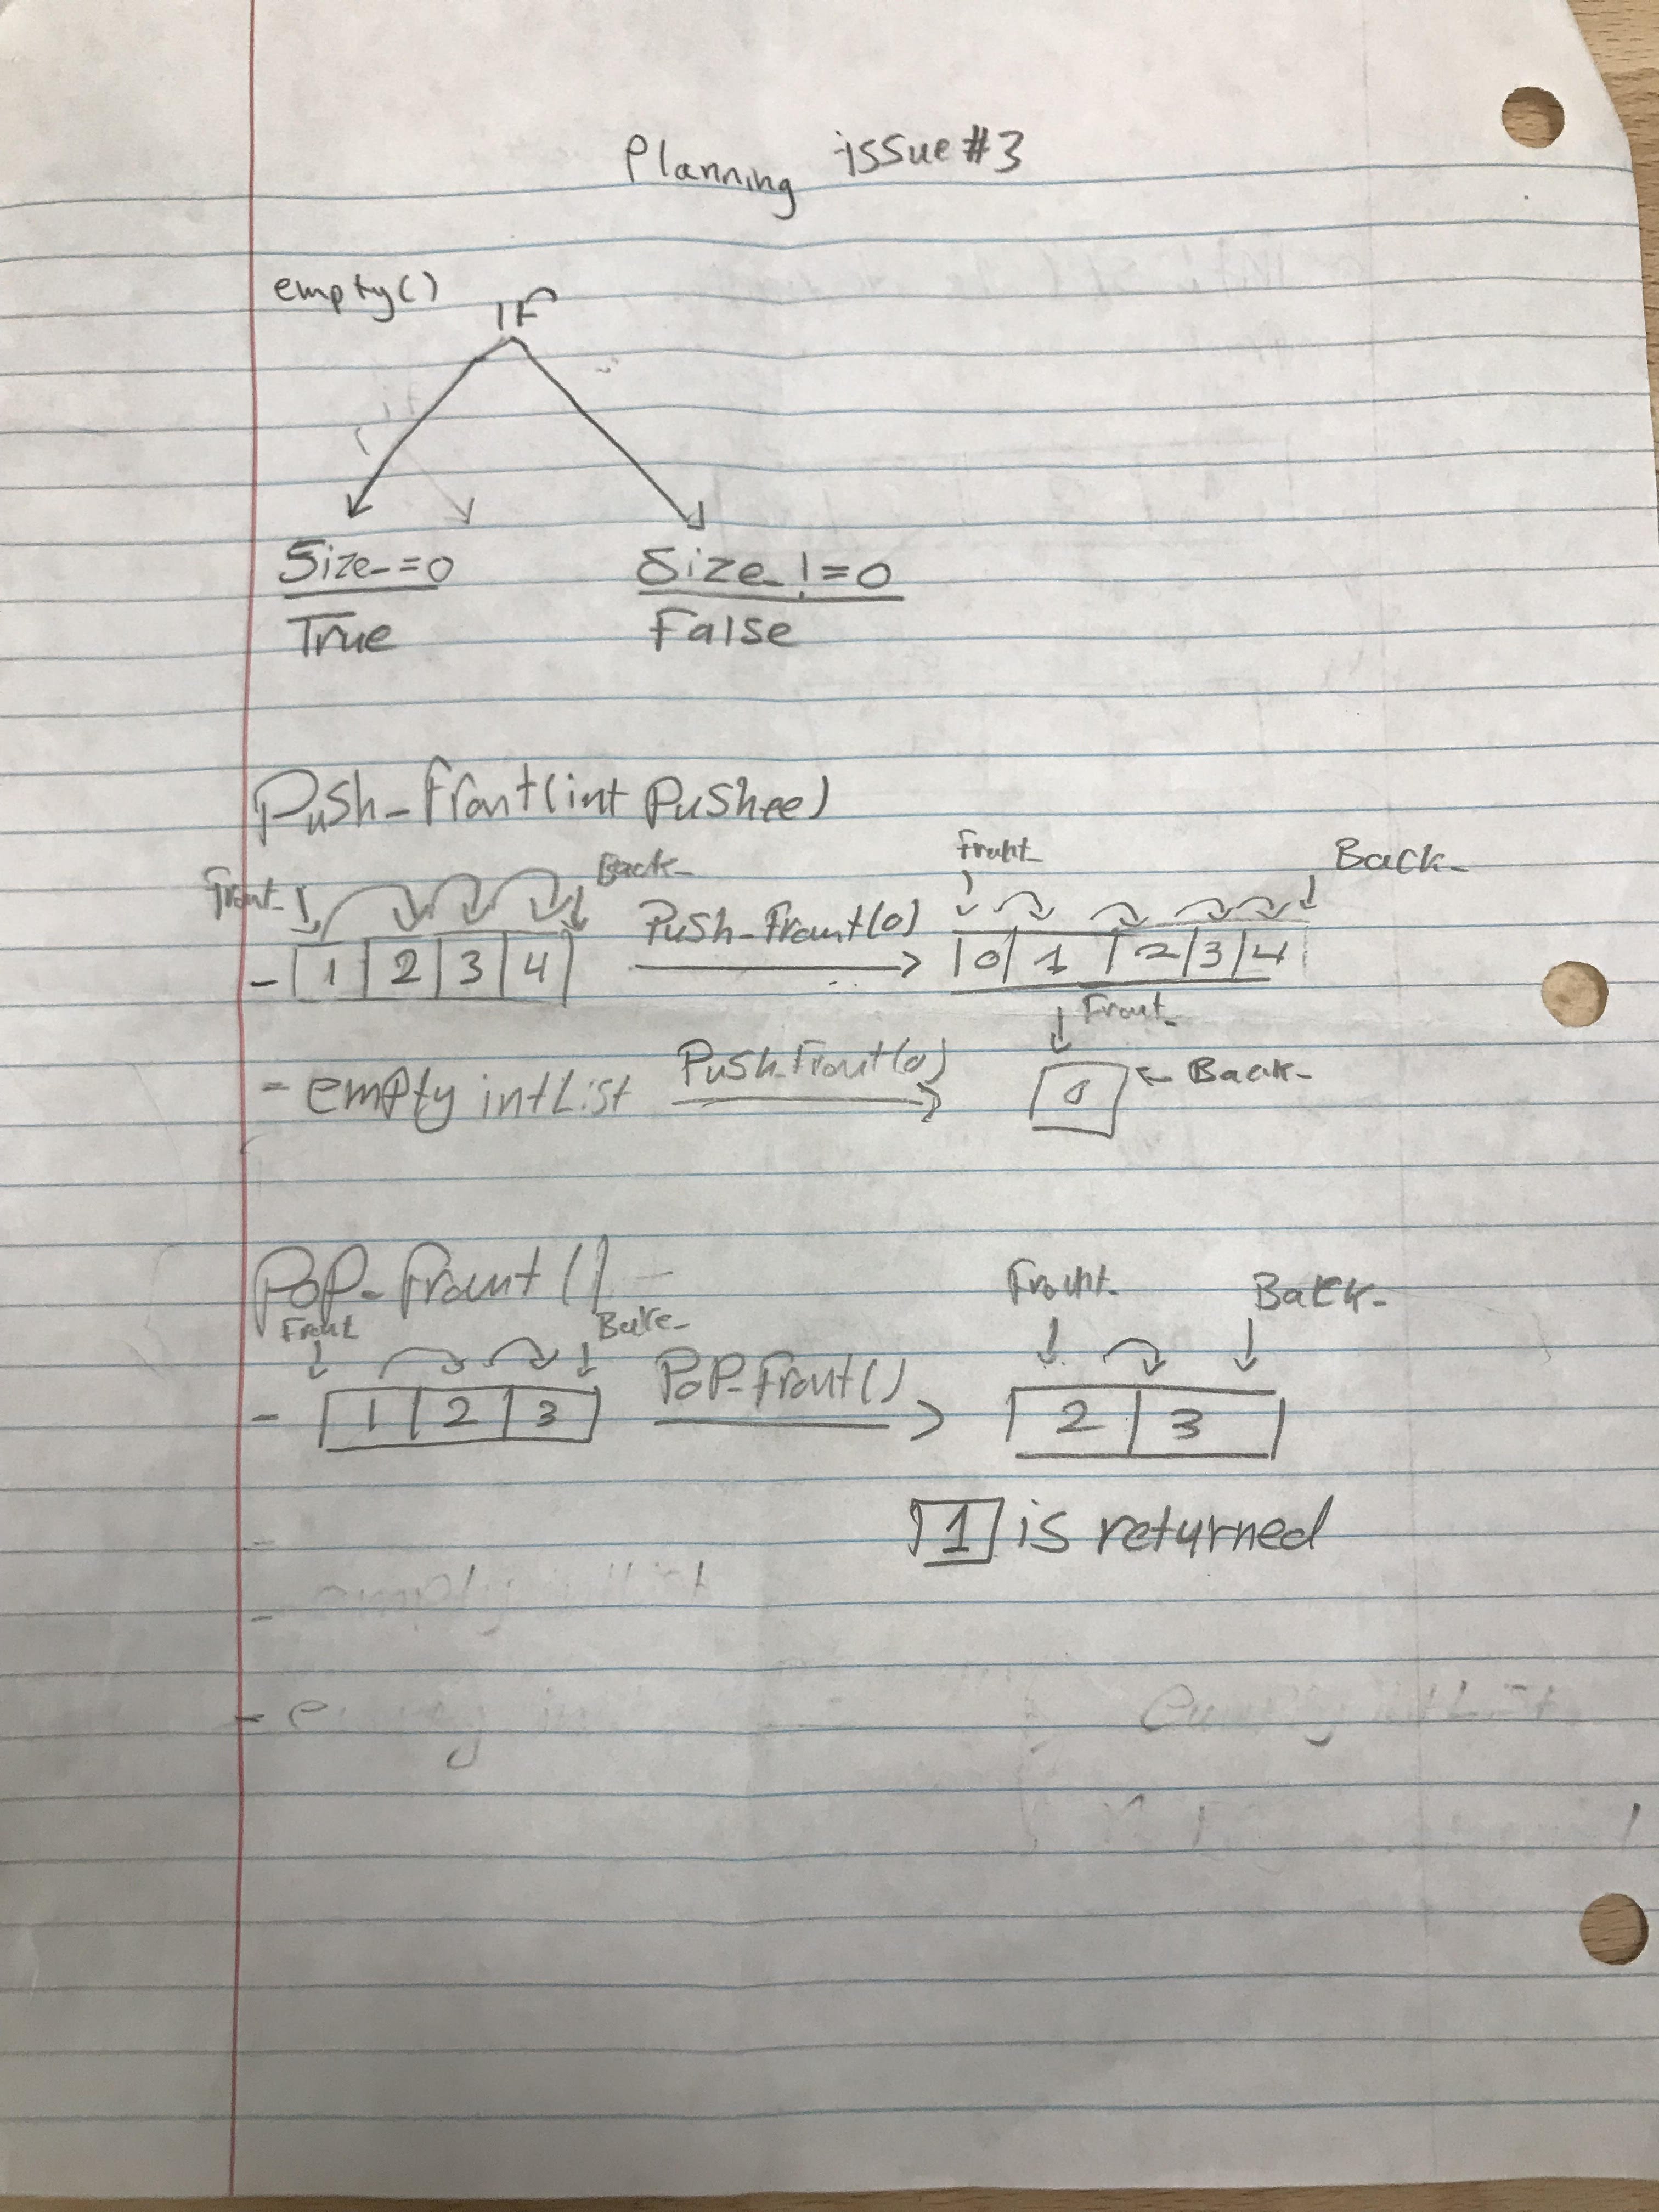 Planning issue #3
empty()
IF
Size_=0
Size_!=0
True
False
Push_Front(int Pushee)
Front_
Back_
Front_
Back_
Push_Front(0)
- 1 2 3 4
0 1 2 3 4
Front_
- empty intList
Push_Front(0)
0
Back_
Pop_Front()
Front
Back_
Front_
Back_
- 1 2 3
Pop_Front()
2 3
1 is returned